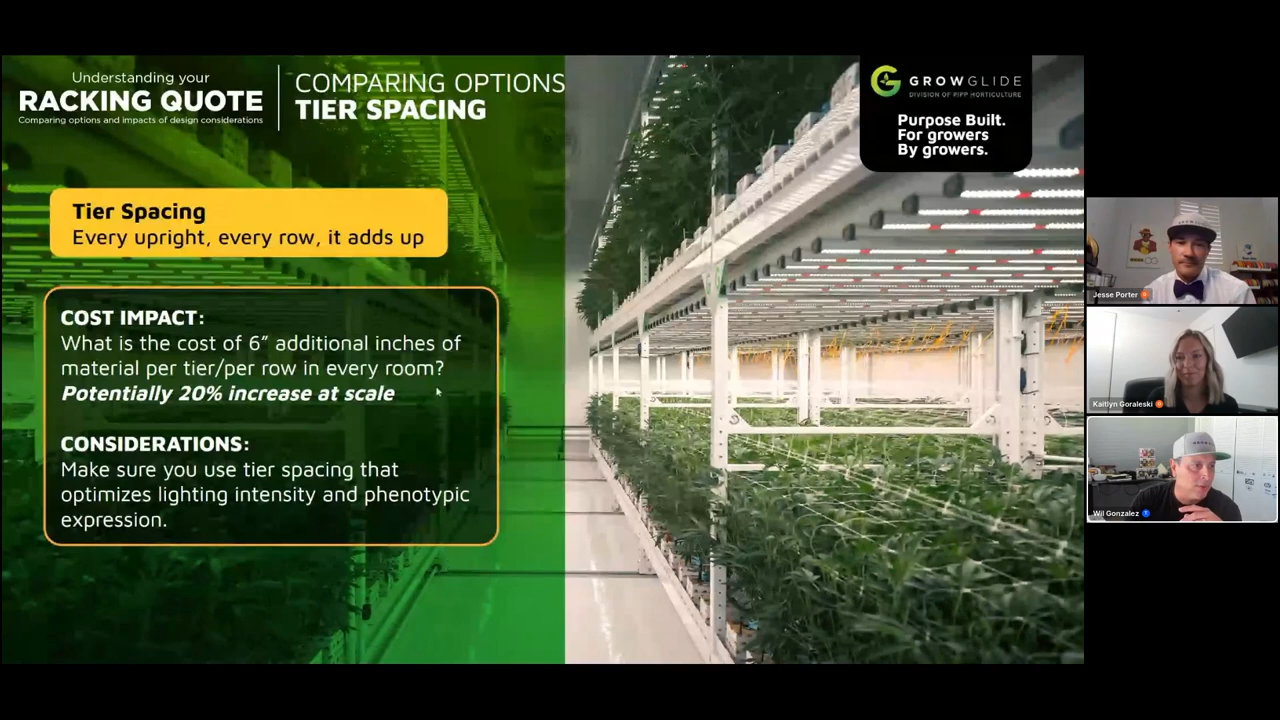 Understanding your
RACKING QUOTE
Comparing options and impacts of design considerations
COMPARING OPTIONS
TIER SPACING
GROWGLIDE
DIVISION OF PIPP HORTICULTURE
Purpose Built.
For growers
By growers.
Tier Spacing
Every upright, every row, it adds up
COST IMPACT:
What is the cost of 6” additional inches of
material per tier/per row in every room?
Potentially 20% increase at scale
CONSIDERATIONS:
Make sure you use tier spacing that
optimizes lighting intensity and phenotypic
expression.
Jesse Porter
Kaitlyn Goraleski
Wil Gonzalez